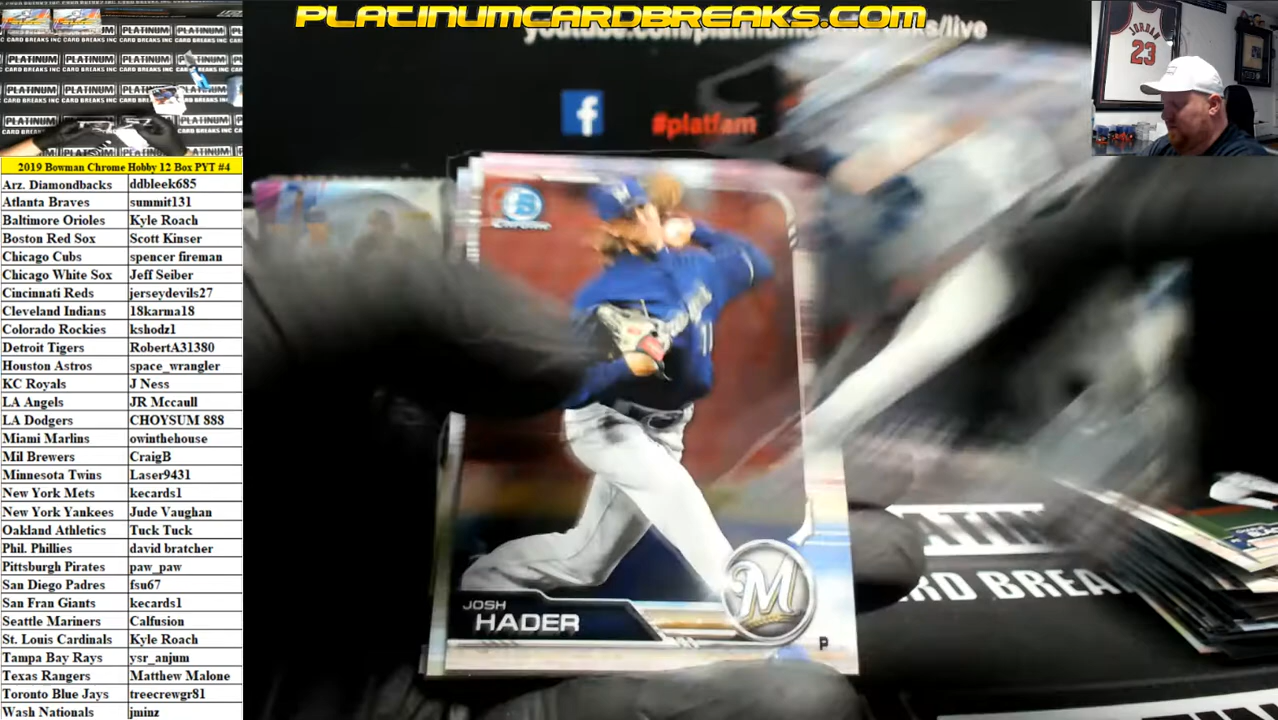 PLATINUMCARDBREAKS.COM
#platfam
JORDAN
23
PLATINUM
CARD BREAKS INC
2019 Bowman Chrome Hobby 12 Box PYT #4
Arz. Diamondbacks ddbleek685
Atlanta Braves summit131
Baltimore Orioles Kyle Roach
Boston Red Sox Scott Kinser
Chicago Cubs spencer fireman
Chicago White Sox Jeff Seiber
Cincinnati Reds jerseydevils27
Cleveland Indians 18karma18
Colorado Rockies kshodz1
Detroit Tigers RobertA31380
Houston Astros space_wrangler
KC Royals J Ness
LA Angels JR Mccaull
LA Dodgers CHOYSUM 888
Miami Marlins owinthehouse
Mil Brewers CraigB
Minnesota Twins Laser9431
New York Mets kecards1
New York Yankees Jude Vaughan
Oakland Athletics Tuck Tuck
Phil. Phillies david bratcher
Pittsburgh Pirates paw_paw
San Diego Padres fsu67
San Fran Giants kecards1
Seattle Mariners Calfusion
St. Louis Cardinals Kyle Roach
Tampa Bay Rays ysr_anjum
Texas Rangers Matthew Malone
Toronto Blue Jays treecrewgr81
Wash Nationals jminz
CHROME
JOSH
HADER
M
P